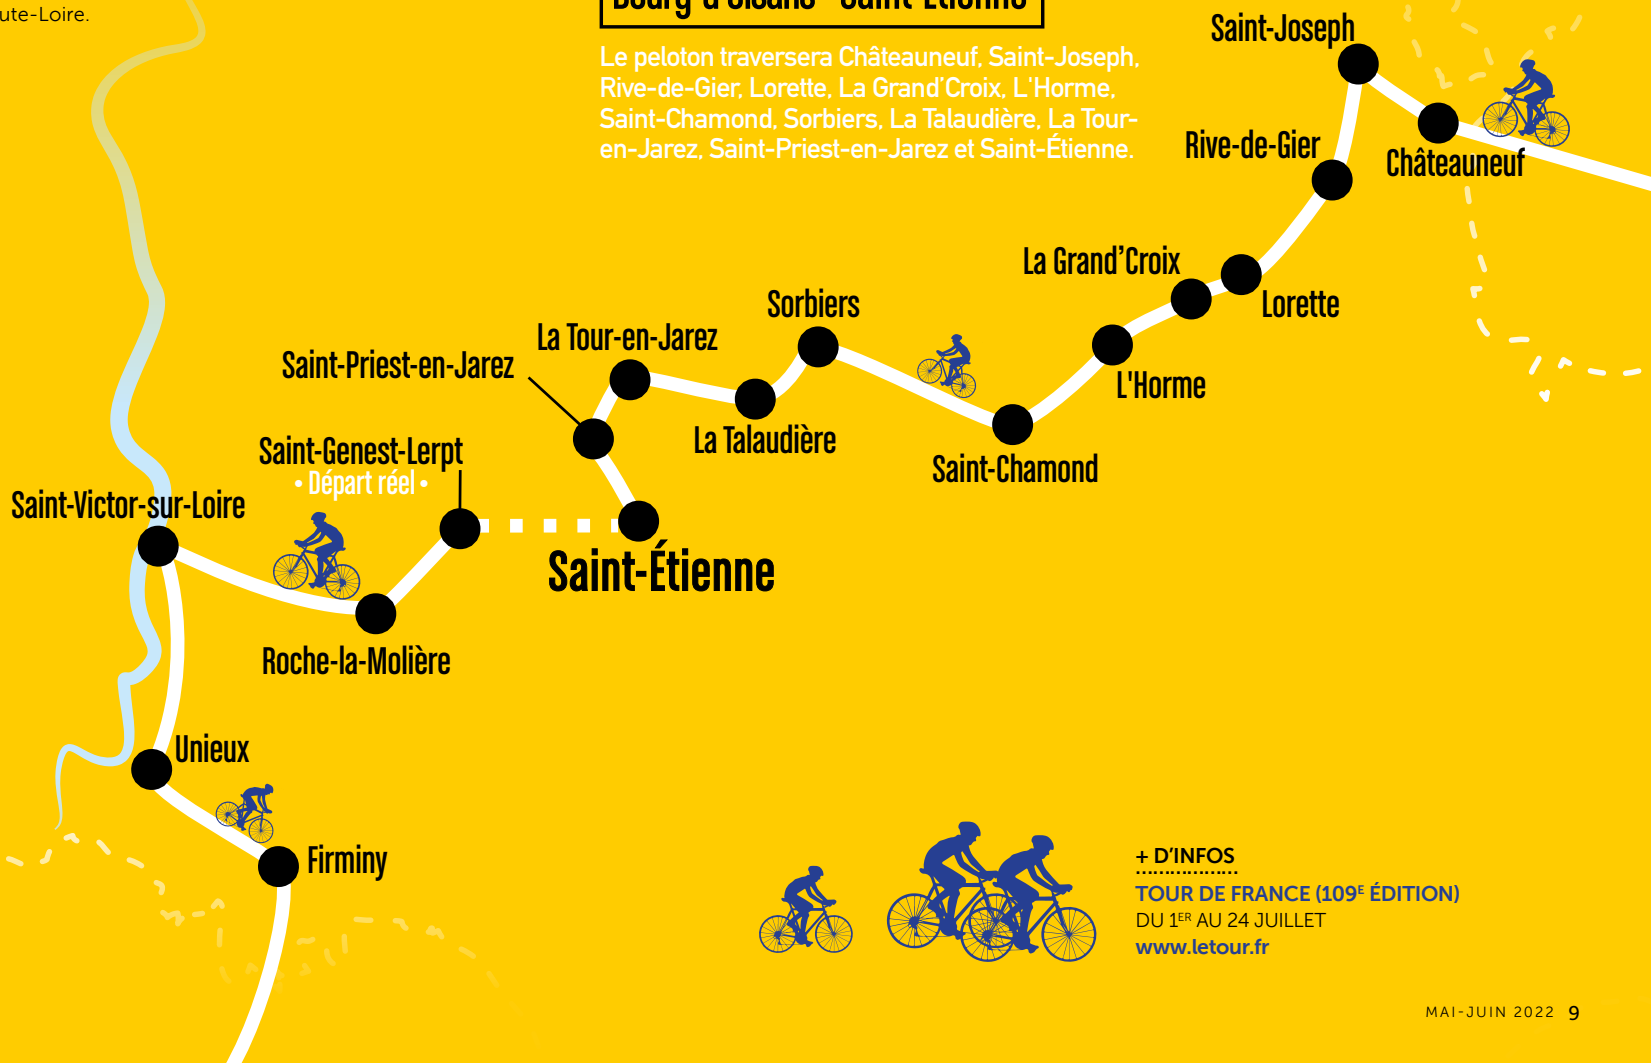 ute-Loire.
Bourg d'Oisans - Saint-Étienne
Le peloton traversera Châteauneuf, Saint-Joseph,
Rive-de-Gier, Lorette, La Grand'Croix, L'Horme,
Saint-Chamond, Sorbiers, La Talaudière, La Tour-
en-Jarez, Saint-Priest-en-Jarez et Saint-Étienne.
Saint-Joseph
Rive-de-Gier
Châteauneuf
La Grand'Croix
Lorette
Sorbiers
La Tour-en-Jarez
Saint-Priest-en-Jarez
L'Horme
La Talaudière
Saint-Chamond
Saint-Genest-Lerpt
• Départ réel •
Saint-Victor-sur-Loire
Saint-Étienne
Roche-la-Molière
Unieux
Firminy
+ D'INFOS
TOUR DE FRANCE (109E ÉDITION)
DU 1ER AU 24 JUILLET
www.letour.fr
MAI-JUIN 2022 9